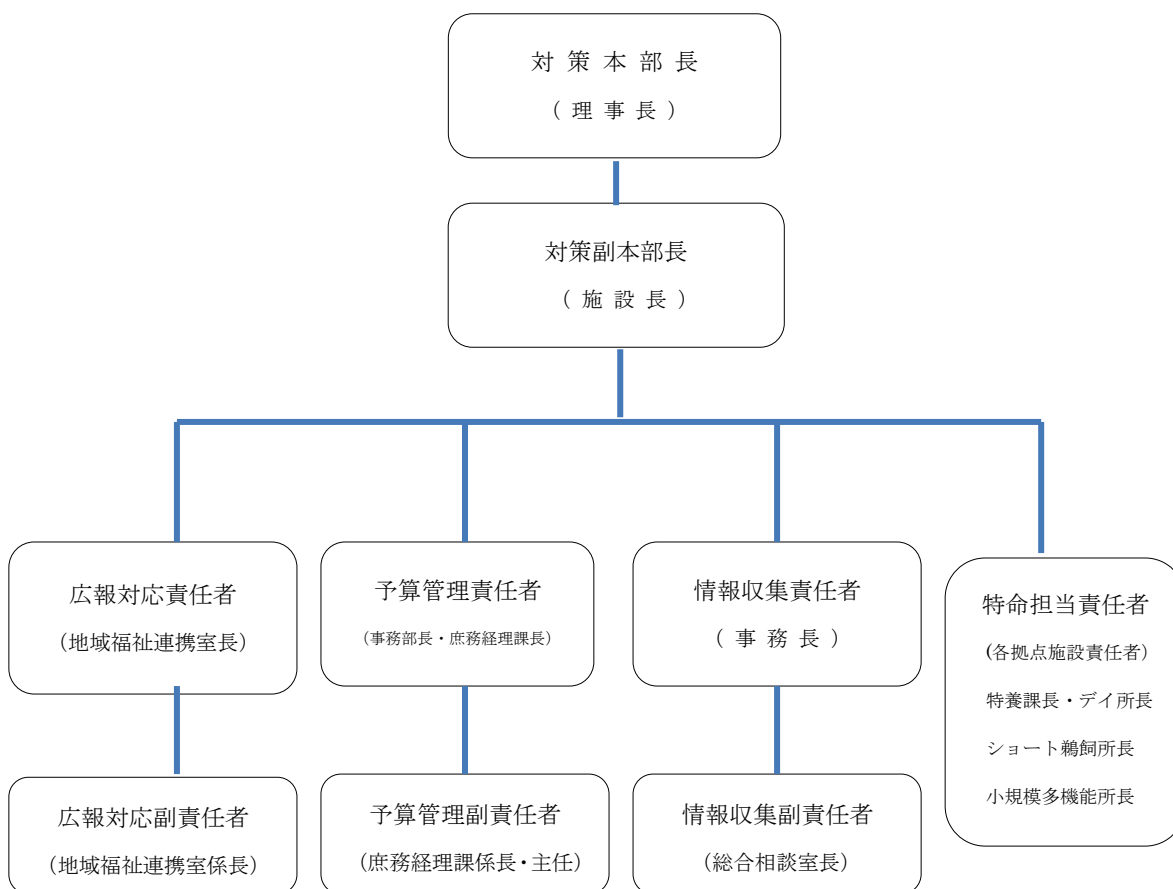 対 策 本 部 長
（ 理 事 長 ）
対策副本部長
（ 施 設 長 ）
広報対応責任者
(地域福祉連携室長)
予算管理責任者
（事務部長・庶務経理課長）
情報収集責任者
（ 事 務 長 ）
特命担当責任者
(各拠点施設責任者)
特養課長・デイ所長
ショート鵜飼所長
小規模多機能所長
広報対応副責任者
(地域福祉連携室係長)
予算管理副責任者
(庶務経理課係長・主任)
情報収集副責任者
(総合相談室長)